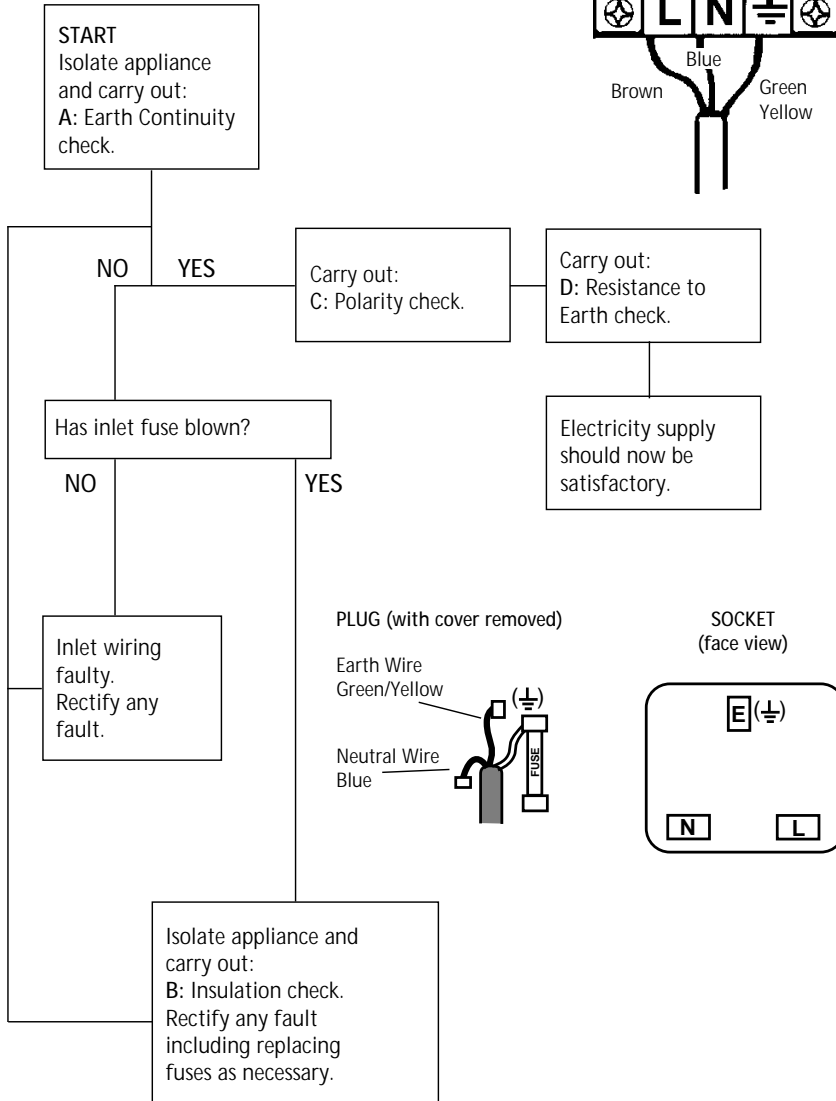 START
Isolate appliance
and carry out:
A: Earth Continuity
check.
L N
Blue
Brown
Green
Yellow
NO YES
Carry out:
C: Polarity check.
Carry out:
D: Resistance to
Earth check.
Has inlet fuse blown?
Electricity supply
should now be
satisfactory.
NO YES
Inlet wiring
faulty.
Rectify any
fault.
PLUG (with cover removed)
Earth Wire
Green/Yellow
(⏚)
Neutral Wire
Blue
FUSE
SOCKET
(face view)
E (⏚)
N L
Isolate appliance and
carry out:
B: Insulation check.
Rectify any fault
including replacing
fuses as necessary.